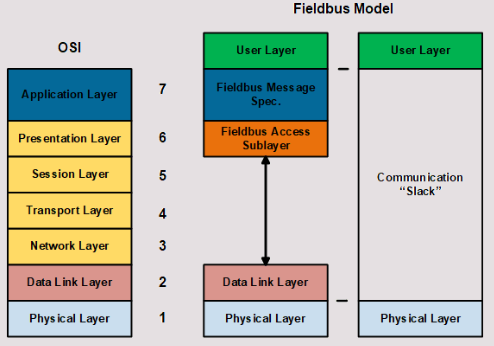 Fieldbus Model
OSI
Application Layer
Presentation Layer
Session Layer
Transport Layer
Network Layer
Data Link Layer
Physical Layer
7
6
5
4
3
2
1
User Layer
Fieldbus Message
Spec.
Fieldbus Access
Sublayer
Data Link Layer
Physical Layer
User Layer
Communication
“Slack”
Physical Layer